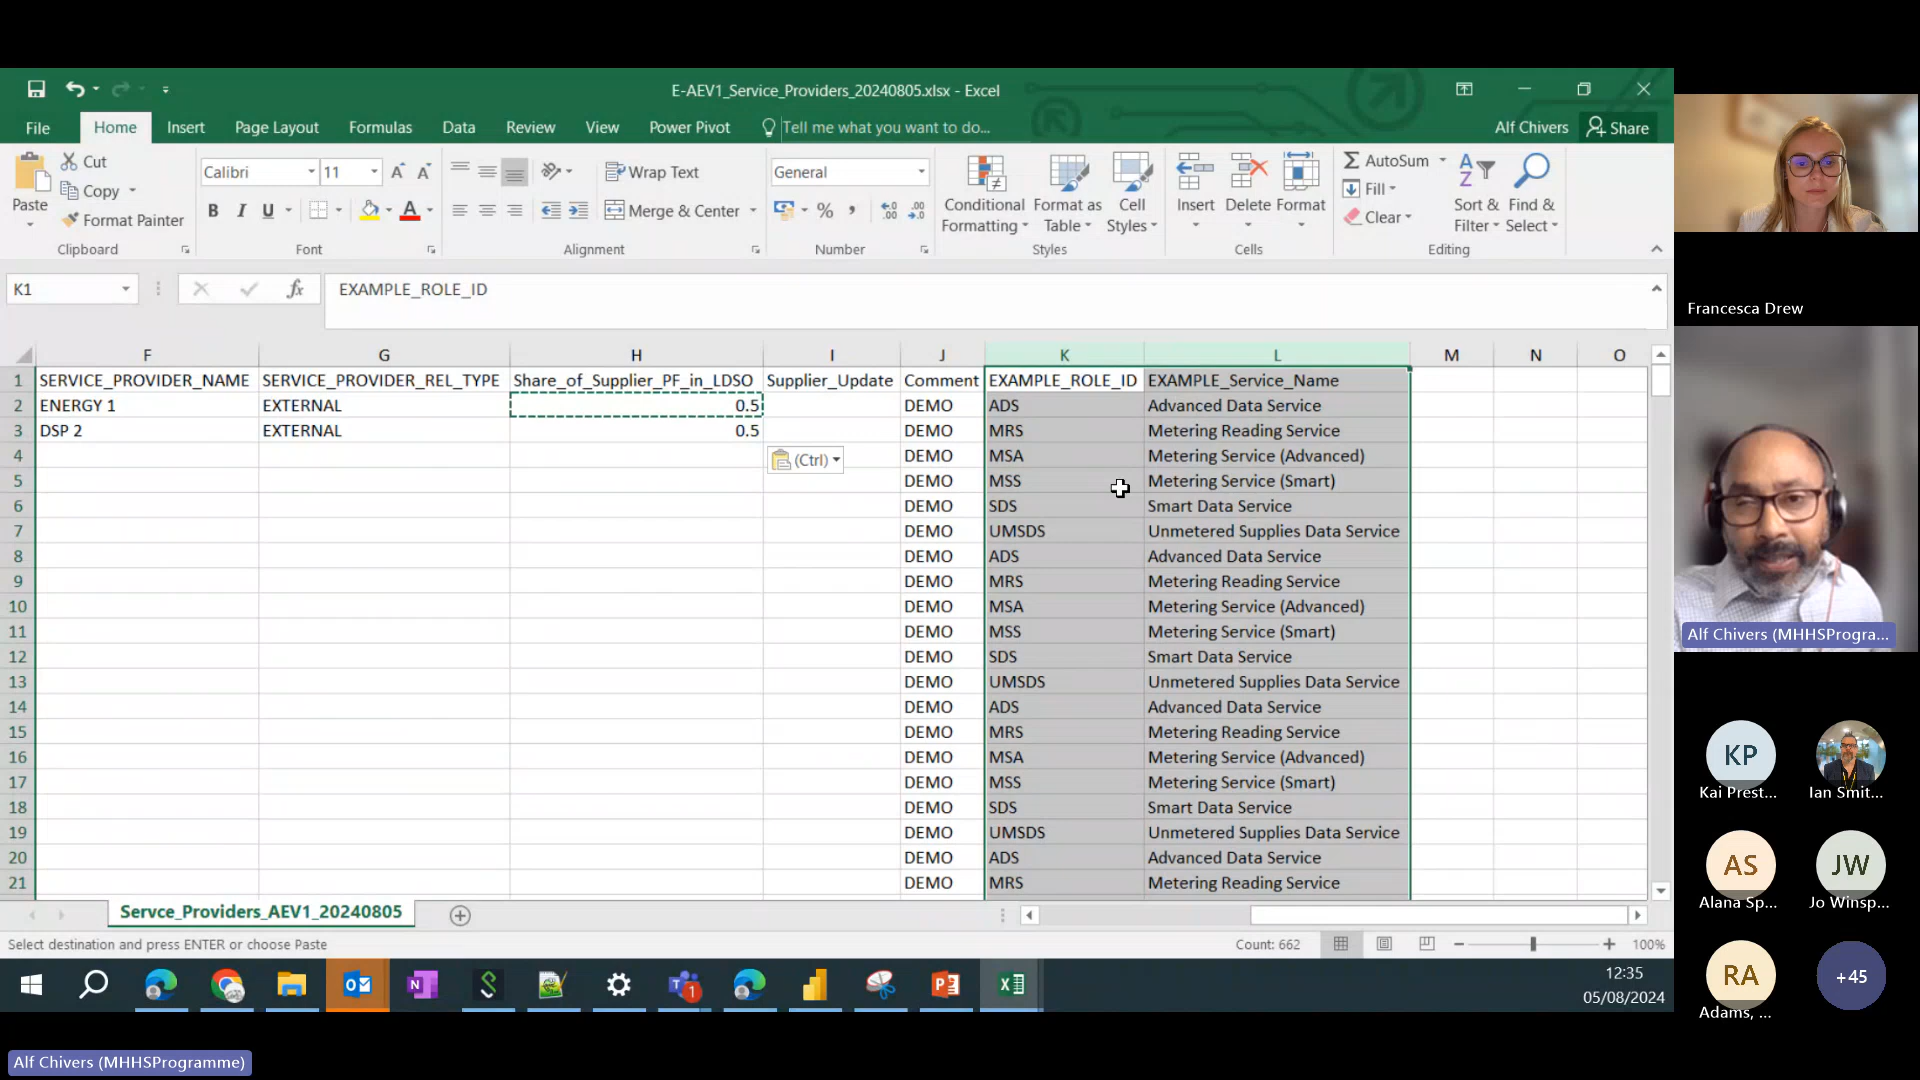 E-AEV1_Service_Providers_20240805.xlsx - Excel
File Home Insert Page Layout Formulas Data Review View Power Pivot Tell me what you want to do... Alf Chivers Share
Paste Cut Copy Format Painter Clipboard
Calibri 11 B I U A Font
Wrap Text Merge & Center Alignment
General % Number
Conditional Formatting Format as Table Cell Styles Styles
Insert Delete Format Cells
AutoSum Fill Clear Sort & Filter Find & Select Editing
K1 fx EXAMPLE_ROLE_ID
F G H I J K L M N O
1 SERVICE_PROVIDER_NAME SERVICE_PROVIDER_REL_TYPE Share_of_Supplier_PF_in_LDSO Supplier_Update Comment EXAMPLE_ROLE_ID EXAMPLE_Service_Name
2 ENERGY 1 EXTERNAL 0.5 DEMO ADS Advanced Data Service
3 DSP 2 EXTERNAL 0.5 DEMO MRS Metering Reading Service
4 (Ctrl) DEMO MSA Metering Service (Advanced)
5 DEMO MSS Metering Service (Smart)
6 DEMO SDS Smart Data Service
7 DEMO UMSDS Unmetered Supplies Data Service
8 DEMO ADS Advanced Data Service
9 DEMO MRS Metering Reading Service
10 DEMO MSA Metering Service (Advanced)
11 DEMO MSS Metering Service (Smart)
12 DEMO SDS Smart Data Service
13 DEMO UMSDS Unmetered Supplies Data Service
14 DEMO ADS Advanced Data Service
15 DEMO MRS Metering Reading Service
16 DEMO MSA Metering Service (Advanced)
17 DEMO MSS Metering Service (Smart)
18 DEMO SDS Smart Data Service
19 DEMO UMSDS Unmetered Supplies Data Service
20 DEMO ADS Advanced Data Service
21 DEMO MRS Metering Reading Service
Servce_Providers_AEV1_20240805
Select destination and press ENTER or choose Paste Count: 662 100%
12:35
05/08/2024
Alf Chivers (MHHSProgramme)
Francesca Drew
Alf Chivers (MHHSProgra...
KP
Kai Prest... Ian Smit...
AS JW
Alana Sp... Jo Winsp...
RA +45
Adams, ...